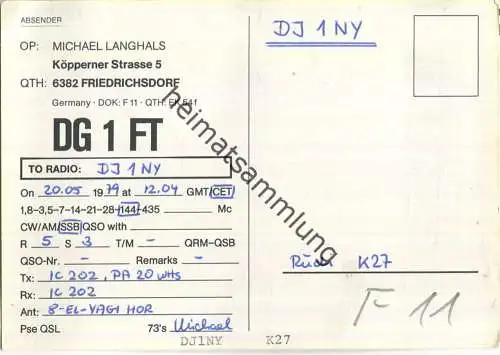 ABSENDER
OP: MICHAEL LANGHALS
Köpperner Strasse 5
QTH: 6382 FRIEDRICHSDORF
Germany · DOK: F 11 · QTH: EK 54f
DG 1 FT
TO RADIO: DJ 1 NY
On 20.05 1979 at 12.04 GMT/CET
1,8-3,5-7-14-21-28-144-435 Mc
CW/AM/SSB QSO with
R 5 S 3 T/M - QRM-QSB
QSO-Nr. - Remarks -
Tx: IC 202, PA 20 wtts
Rx: IC 202
Ant: 8-EL-YAGI HOR
Pse QSL 73's Michael
DJ1NY K27
DJ 1 NY
K27
F 11
heimatsammlung.de